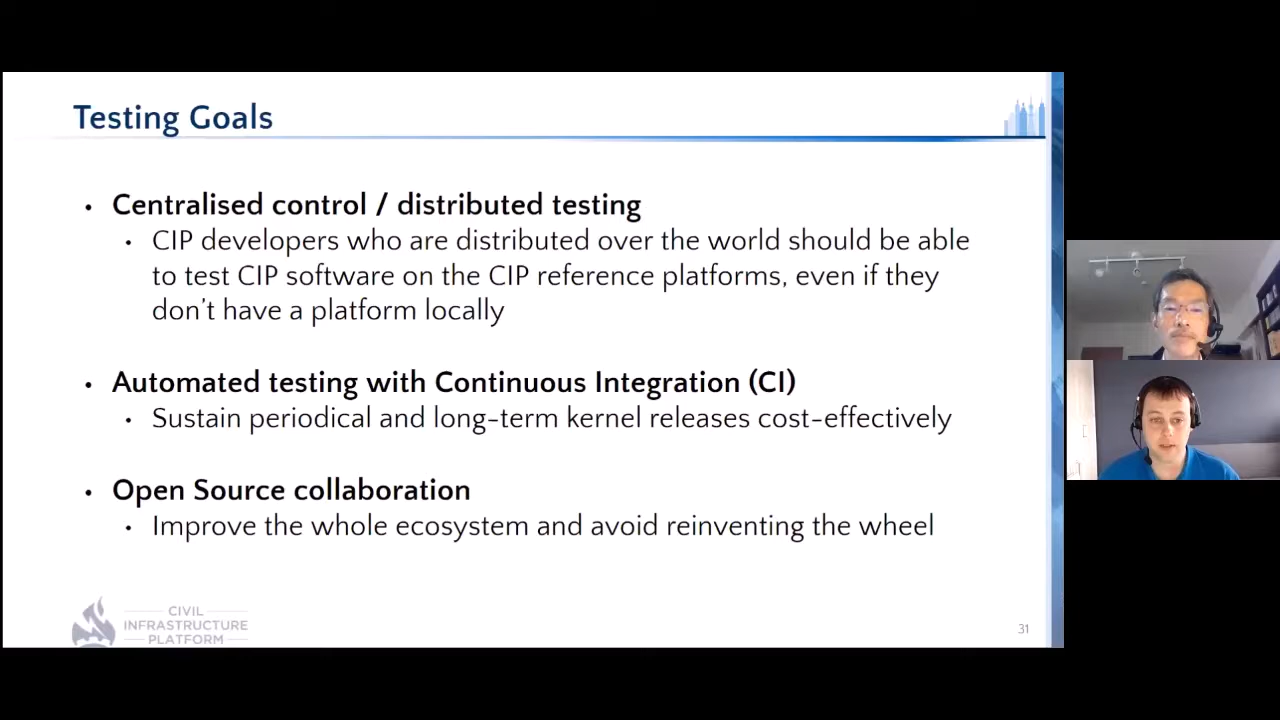 Testing Goals
• Centralised control / distributed testing
• CIP developers who are distributed over the world should be able
to test CIP software on the CIP reference platforms, even if they
don't have a platform locally
• Automated testing with Continuous Integration (CI)
• Sustain periodical and long-term kernel releases cost-effectively
• Open Source collaboration
• Improve the whole ecosystem and avoid reinventing the wheel
CIVIL
INFRASTRUCTURE
PLATFORM
31